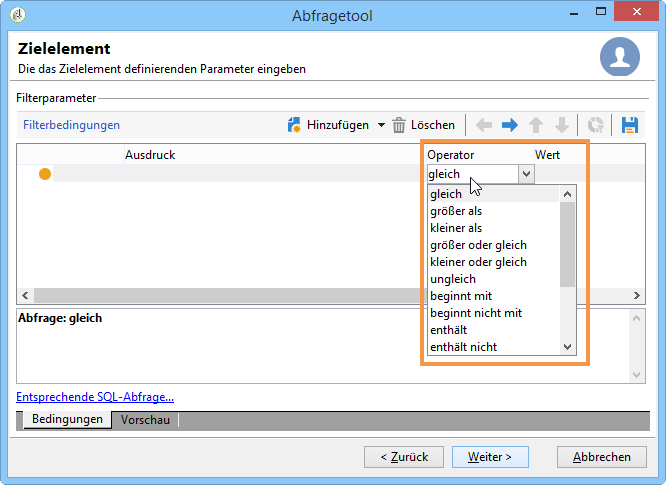 Abfragetool
Zielelement
Die das Zielelement definierenden Parameter eingeben
Filterparameter
Filterbedingungen Hinzufügen Löschen
Ausdruck Operator Wert
gleich
gleich
größer als
kleiner als
größer oder gleich
kleiner oder gleich
ungleich
beginnt mit
beginnt nicht mit
enthält
enthält nicht
Abfrage: gleich
Entsprechende SQL-Abfrage...
Bedingungen Vorschau
< Zurück Weiter > Abbrechen